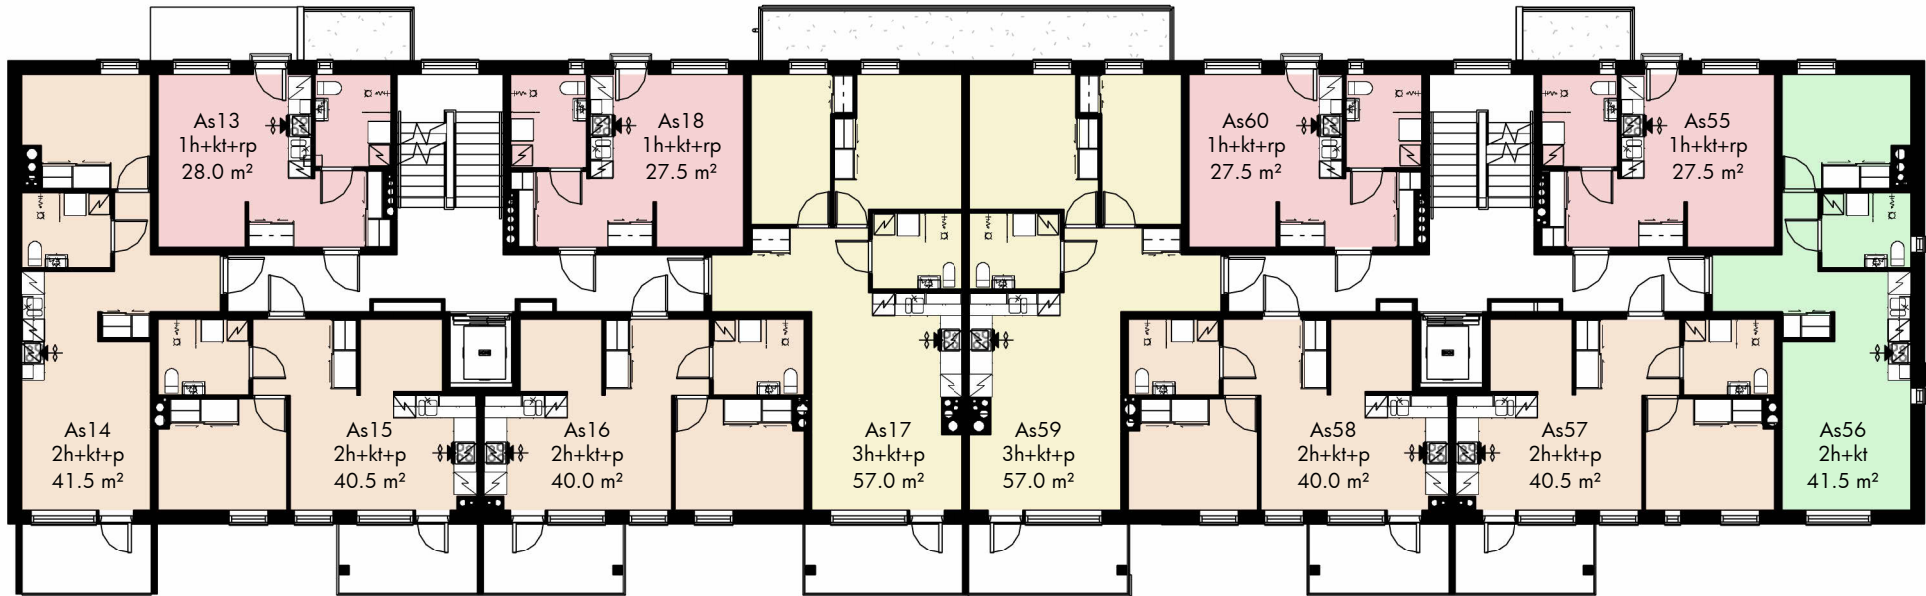 As13
1h+kt+rp
28.0 m²
As18
1h+kt+rp
27.5 m²
As60
1h+kt+rp
27.5 m²
As55
1h+kt+rp
27.5 m²
As14
2h+kt+p
41.5 m²
As15
2h+kt+p
40.5 m²
As16
2h+kt+p
40.0 m²
As17
3h+kt+p
57.0 m²
As59
3h+kt+p
57.0 m²
As58
2h+kt+p
40.0 m²
As57
2h+kt+p
40.5 m²
As56
2h+kt
41.5 m²